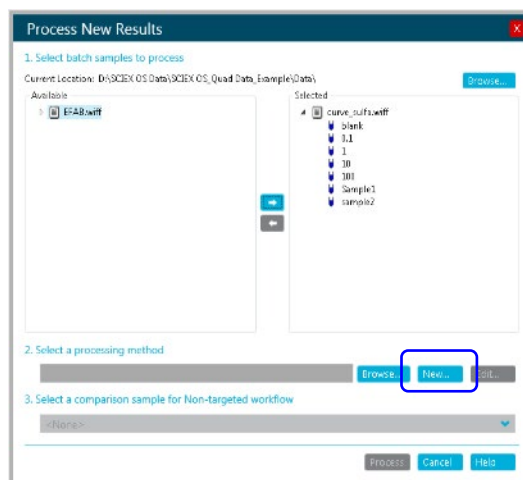 Process New Results
X
1. Select batch samples to process
Current Location: D:\SCIEX OS Data\SCIEX OS_Quad Data_Example\Data\
Browse...
Available
Selected
EFAB.wiff
curve_sulfa.wiff
blank
0.1
1
10
100
Sample1
sample2
2. Select a processing method
Browse... New... Edit...
3. Select a comparison sample for Non-targeted workflow
<None>
Process Cancel Help